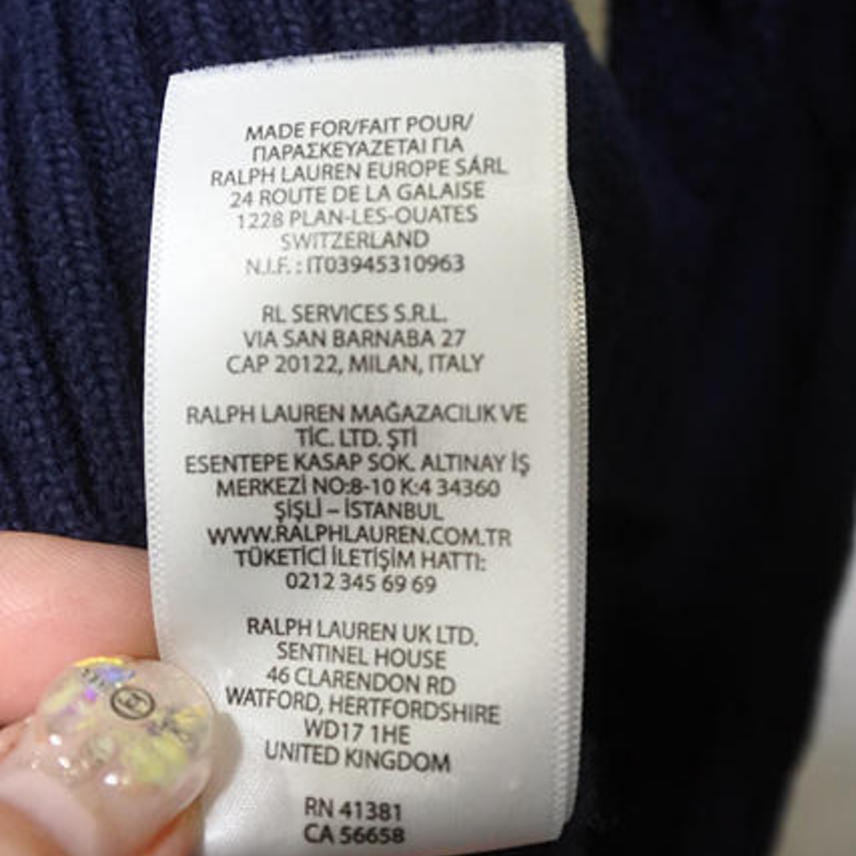 MADE FOR/FAIT POUR/
ΠΑΡΑΣΚΕΥΑΖΕΤΑΙ ΓΙΑ
RALPH LAUREN EUROPE SÁRL
24 ROUTE DE LA GALAISE
1228 PLAN-LES-OUATES
SWITZERLAND
N.I.F. : IT03945310963
RL SERVICES S.R.L.
VIA SAN BARNABA 27
CAP 20122, MILAN, ITALY
RALPH LAUREN MAĞAZACILIK VE
TİC. LTD. ŞTİ
ESENTEPE KASAP SOK. ALTINAY İŞ
MERKEZİ NO:8-10 K:4 34360
ŞİŞLİ – İSTANBUL
WWW.RALPHLAUREN.COM.TR
TÜKETİCİ İLETİŞİM HATTI:
0212 345 69 69
RALPH LAUREN UK LTD.
SENTINEL HOUSE
46 CLARENDON RD
WATFORD, HERTFORDSHIRE
WD17 1HE
UNITED KINGDOM
RN 41381
CA 56658